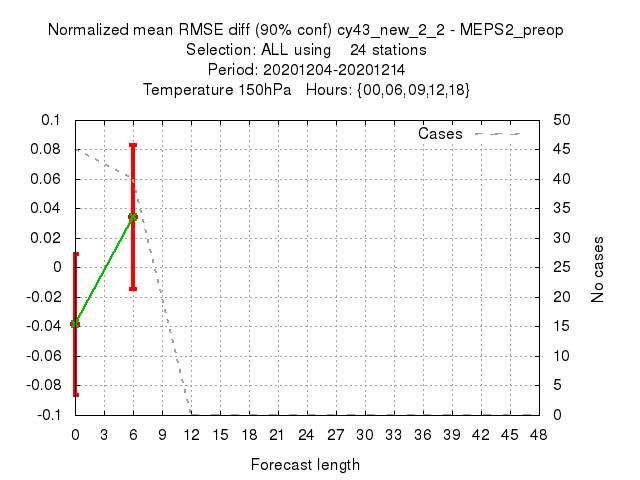 Normalized mean RMSE diff (90% conf) cy43_new_2_2 - MEPS2_preop
Selection: ALL using    24 stations
Period: 20201204-20201214
Temperature 150hPa   Hours: {00,06,09,12,18}
Cases
0.1
0.08
0.06
0.04
0.02
0
-0.02
-0.04
-0.06
-0.08
-0.1
50
45
40
35
30
25
20
15
10
5
0
No cases
0 3 6 9 12 15 18 21 24 27 30 33 36 39 42 45 48
Forecast length